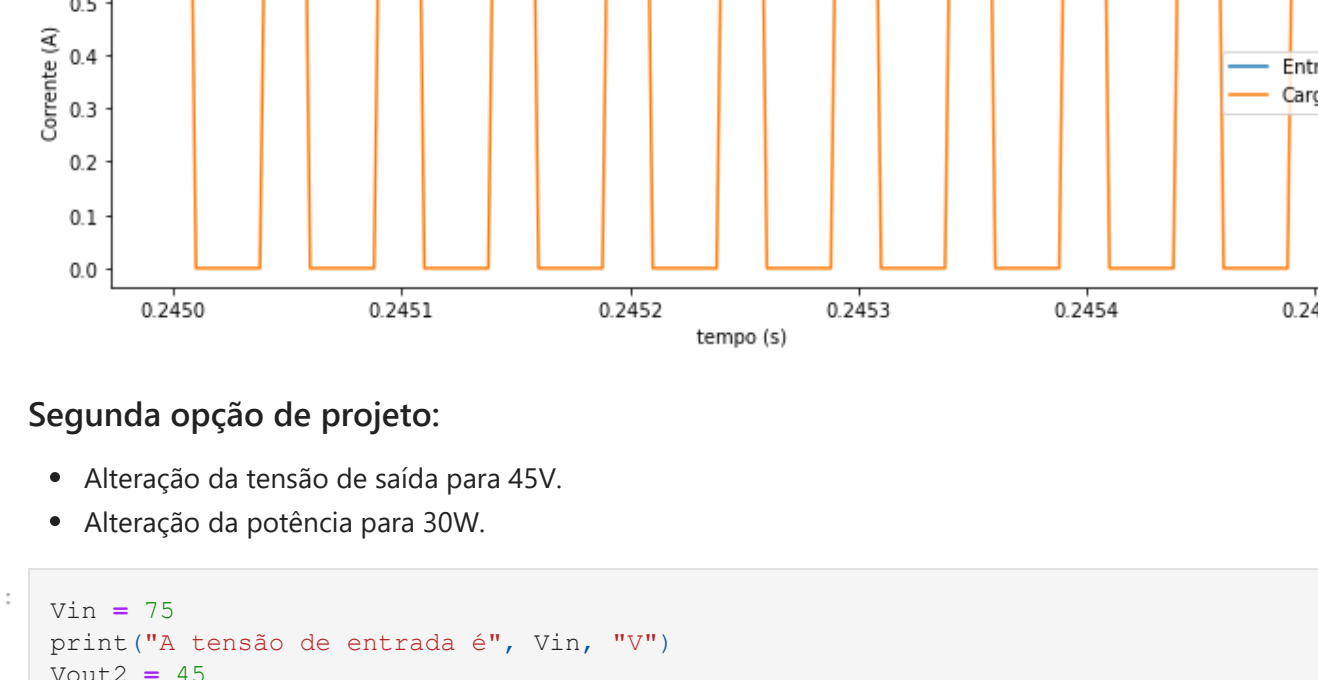 0.5
Corrente (A)
0.4
0.3
0.2
0.1
0.0
Entr
Carg
0.2450 0.2451 0.2452 0.2453 0.2454 0.24
tempo (s)
Segunda opção de projeto:
• Alteração da tensão de saída para 45V.
• Alteração da potência para 30W.
:
Vin = 75
print("A tensão de entrada é", Vin, "V")
Vout2 = 45